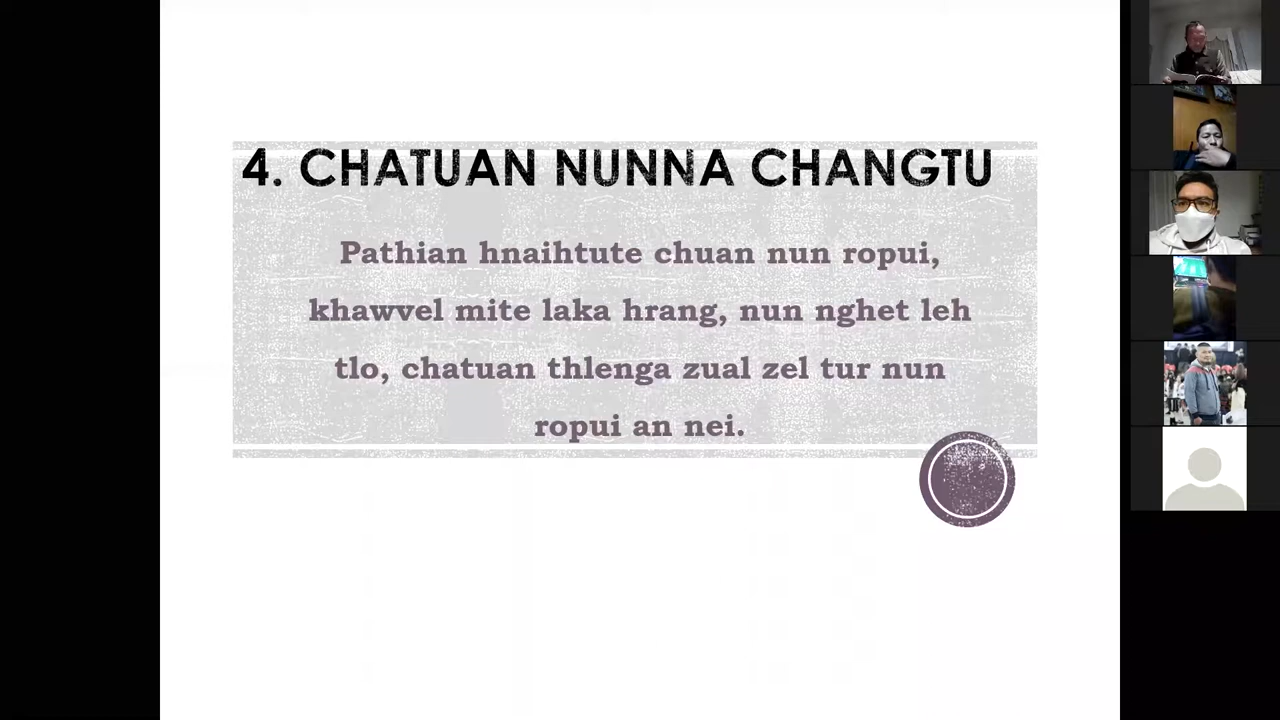 4. CHATUAN NUNNA CHANGTU
Pathian hnaihtute chuan nun ropui,
khawvel mite laka hrang, nun nghet leh
tlo, chatuan thlenga zual zel tur nun
ropui an nei.